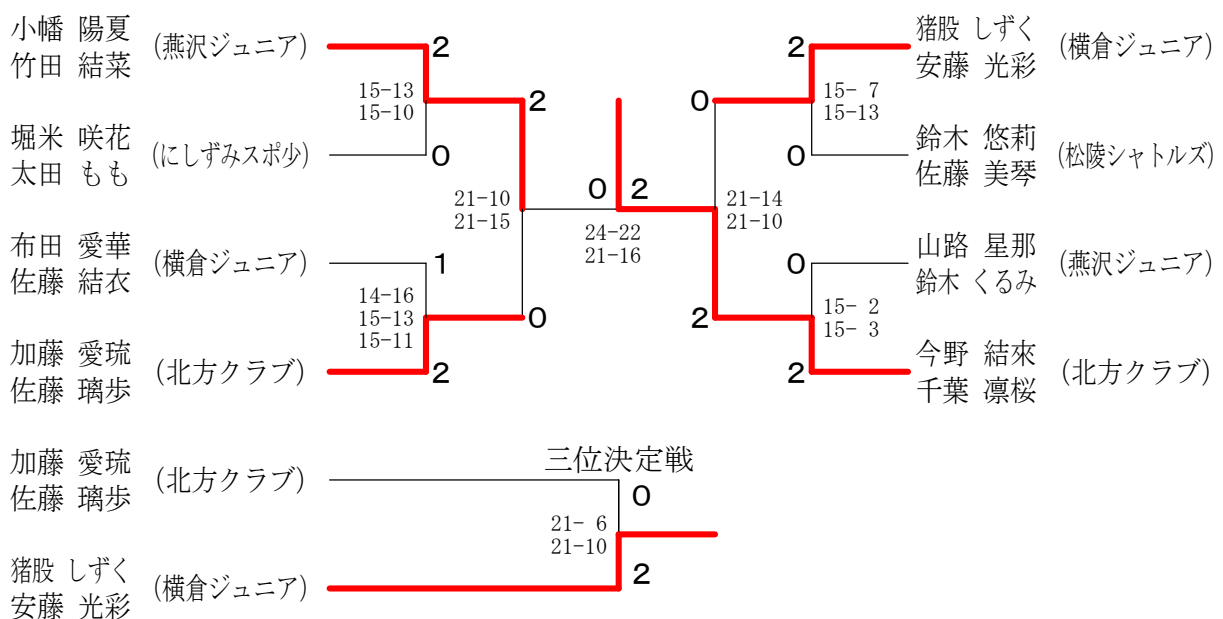 小幡 陽夏
竹田 結菜
(燕沢ジュニア)
2
15-13
15-10
2
堀米 咲花
太田 もも
(にしずみスポ少)
0
21-10
21-15
布田 愛華
佐藤 結衣
(横倉ジュニア)
1
14-16
15-13
15-11
0
加藤 愛琉
佐藤 璃歩
(北方クラブ)
2
0 2
24-22
21-16
猪股 しずく
安藤 光彩
(横倉ジュニア)
2
15- 7
15-13
0
鈴木 悠莉
佐藤 美琴
(松陵シャトルズ)
0
21-14
21-10
山路 星那
鈴木 くるみ
(燕沢ジュニア)
0
15- 2
15- 3
2
今野 結來
千葉 凛桜
(北方クラブ)
2
三位決定戦
加藤 愛琉
佐藤 璃歩
(北方クラブ)
0
21- 6
21-10
猪股 しずく
安藤 光彩
(横倉ジュニア)
2